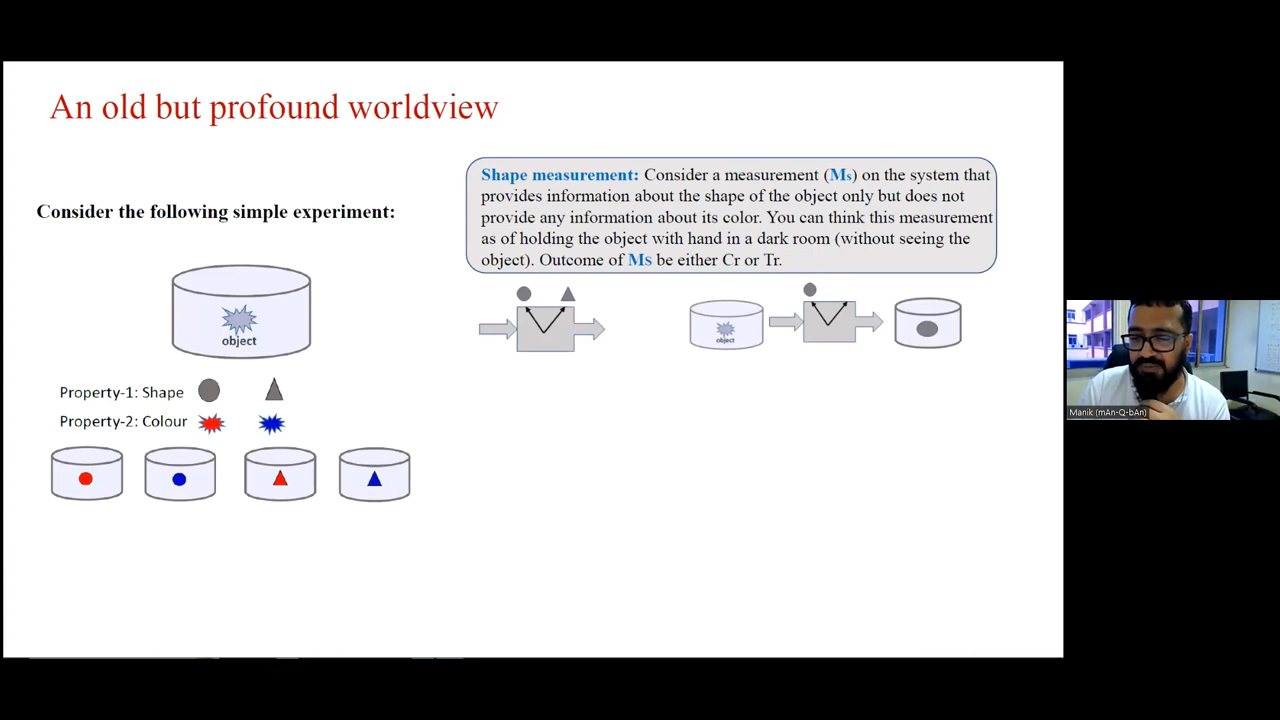 An old but profound worldview
Consider the following simple experiment:
object
Property-1: Shape
Property-2: Colour
Shape measurement: Consider a measurement (Ms) on the system that
provides information about the shape of the object only but does not
provide any information about its color. You can think this measurement
as of holding the object with hand in a dark room (without seeing the
object). Outcome of Ms be either Cr or Tr.
object
Manik (mAn-Q-bAn)